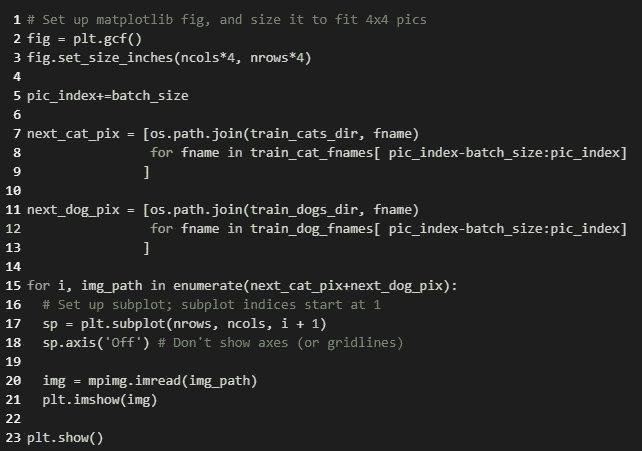 1 # Set up matplotlib fig, and size it to fit 4x4 pics
2 fig = plt.gcf()
3 fig.set_size_inches(ncols*4, nrows*4)
4
5 pic_index+=batch_size
6
7 next_cat_pix = [os.path.join(train_cats_dir, fname)
8                 for fname in train_cat_fnames[ pic_index-batch_size:pic_index]
9                ]
10
11 next_dog_pix = [os.path.join(train_dogs_dir, fname)
12                 for fname in train_dog_fnames[ pic_index-batch_size:pic_index]
13                ]
14
15 for i, img_path in enumerate(next_cat_pix+next_dog_pix):
16   # Set up subplot; subplot indices start at 1
17   sp = plt.subplot(nrows, ncols, i + 1)
18   sp.axis('Off') # Don't show axes (or gridlines)
19
20   img = mpimg.imread(img_path)
21   plt.imshow(img)
22
23 plt.show()